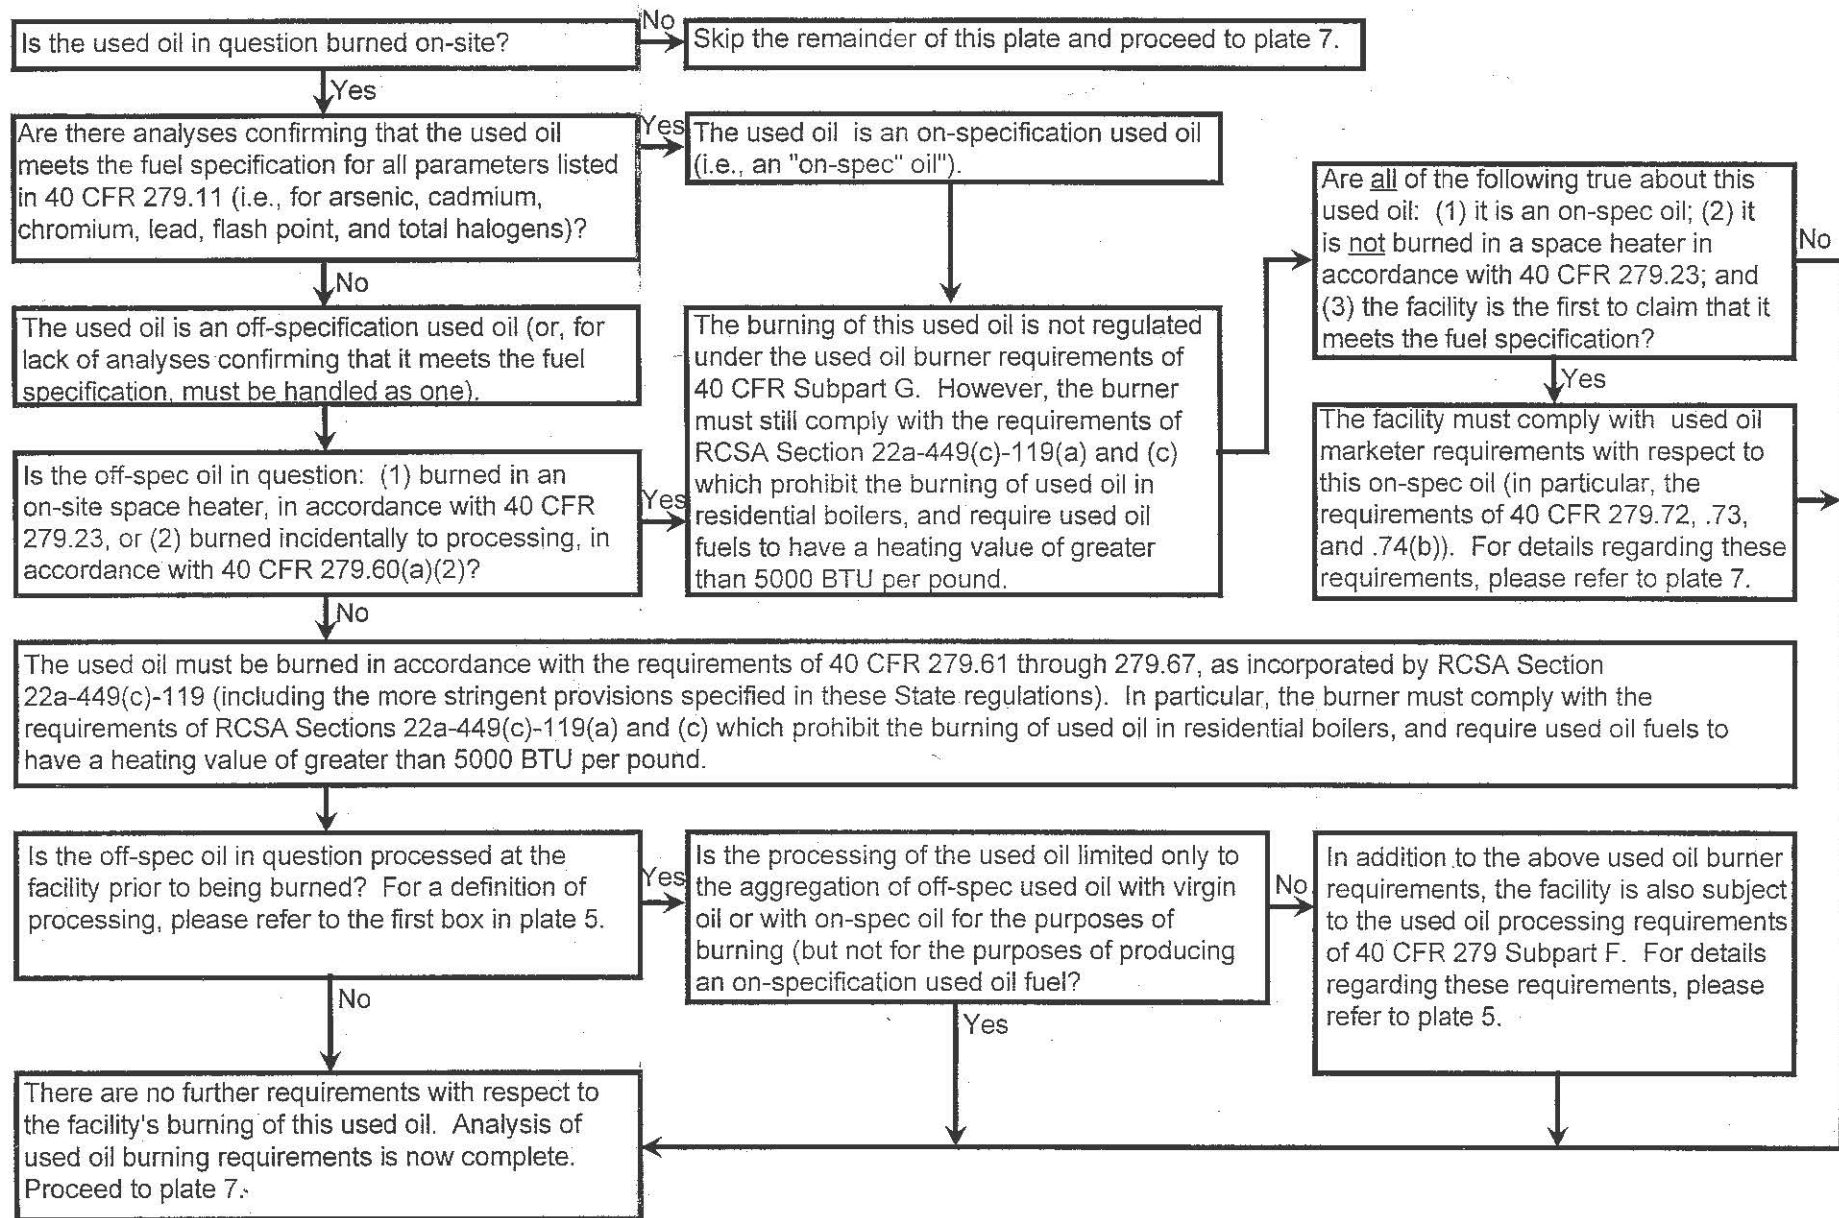 Is the used oil in question burned on-site?
No
Skip the remainder of this plate and proceed to plate 7.
Yes
Are there analyses confirming that the used oil
meets the fuel specification for all parameters listed
in 40 CFR 279.11 (i.e., for arsenic, cadmium,
chromium, lead, flash point, and total halogens)?
Yes
The used oil is an on-specification used oil
(i.e., an "on-spec" oil").
No
The used oil is an off-specification used oil (or, for
lack of analyses confirming that it meets the fuel
specification, must be handled as one).
Is the off-spec oil in question: (1) burned in an
on-site space heater, in accordance with 40 CFR
279.23, or (2) burned incidentally to processing, in
accordance with 40 CFR 279.60(a)(2)?
Yes
The burning of this used oil is not regulated
under the used oil burner requirements of
40 CFR Subpart G. However, the burner
must still comply with the requirements of
RCSA Section 22a-449(c)-119(a) and (c)
which prohibit the burning of used oil in
residential boilers, and require used oil
fuels to have a heating value of greater
than 5000 BTU per pound.
Are all of the following true about this
used oil: (1) it is an on-spec oil; (2) it
is not burned in a space heater in
accordance with 40 CFR 279.23; and
(3) the facility is the first to claim that it
meets the fuel specification?
No
Yes
The facility must comply with used oil
marketer requirements with respect to
this on-spec oil (in particular, the
requirements of 40 CFR 279.72, .73,
and .74(b)). For details regarding these
requirements, please refer to plate 7.
No
The used oil must be burned in accordance with the requirements of 40 CFR 279.61 through 279.67, as incorporated by RCSA Section
22a-449(c)-119 (including the more stringent provisions specified in these State regulations). In particular, the burner must comply with the
requirements of RCSA Sections 22a-449(c)-119(a) and (c) which prohibit the burning of used oil in residential boilers, and require used oil fuels to
have a heating value of greater than 5000 BTU per pound.
Is the off-spec oil in question processed at the
facility prior to being burned? For a definition of
processing, please refer to the first box in plate 5.
Yes
Is the processing of the used oil limited only to
the aggregation of off-spec used oil with virgin
oil or with on-spec oil for the purposes of
burning (but not for the purposes of producing
an on-specification used oil fuel?
No
In addition to the above used oil burner
requirements, the facility is also subject
to the used oil processing requirements
of 40 CFR 279 Subpart F. For details
regarding these requirements, please
refer to plate 5.
No
Yes
There are no further requirements with respect to
the facility's burning of this used oil. Analysis of
used oil burning requirements is now complete.
Proceed to plate 7.